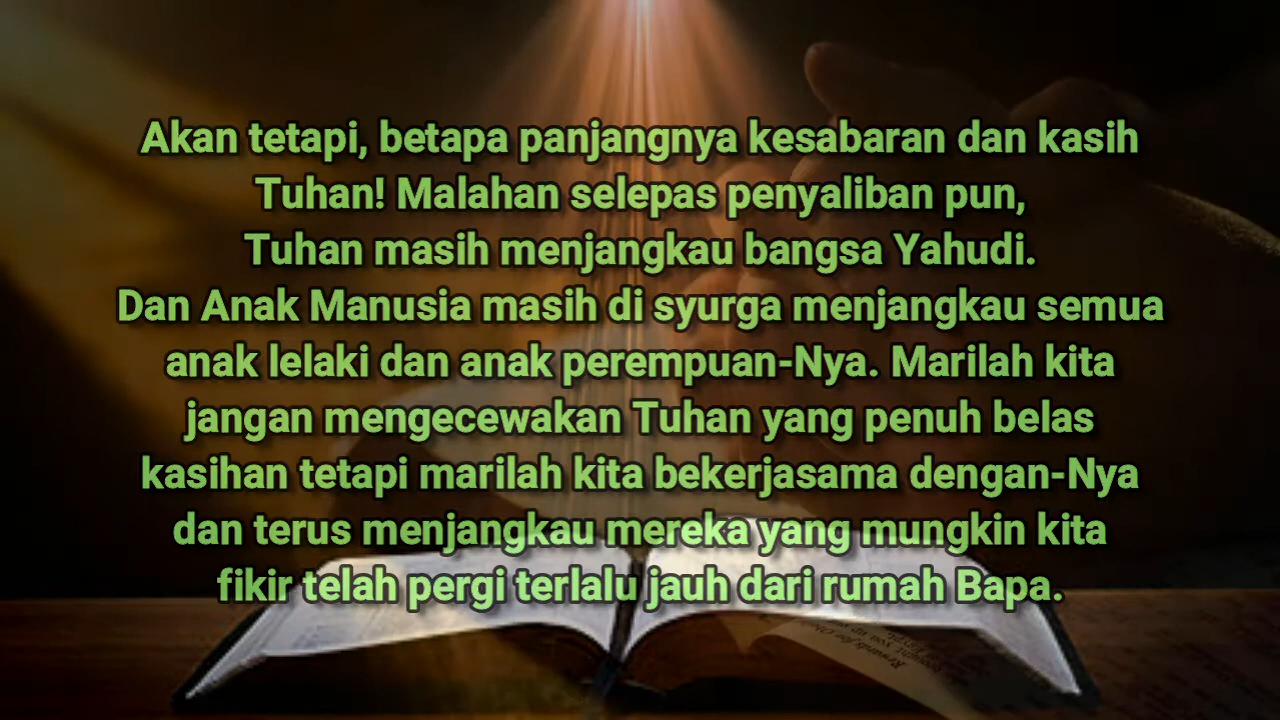 Akan tetapi, betapa panjangnya kesabaran dan kasih
Tuhan! Malahan selepas penyaliban pun,
Tuhan masih menjangkau bangsa Yahudi.
Dan Anak Manusia masih di syurga menjangkau semua
anak lelaki dan anak perempuan-Nya. Marilah kita
jangan mengecewakan Tuhan yang penuh belas
kasihan tetapi marilah kita bekerjasama dengan-Nya
dan terus menjangkau mereka yang mungkin kita
fikir telah pergi terlalu jauh dari rumah Bapa.